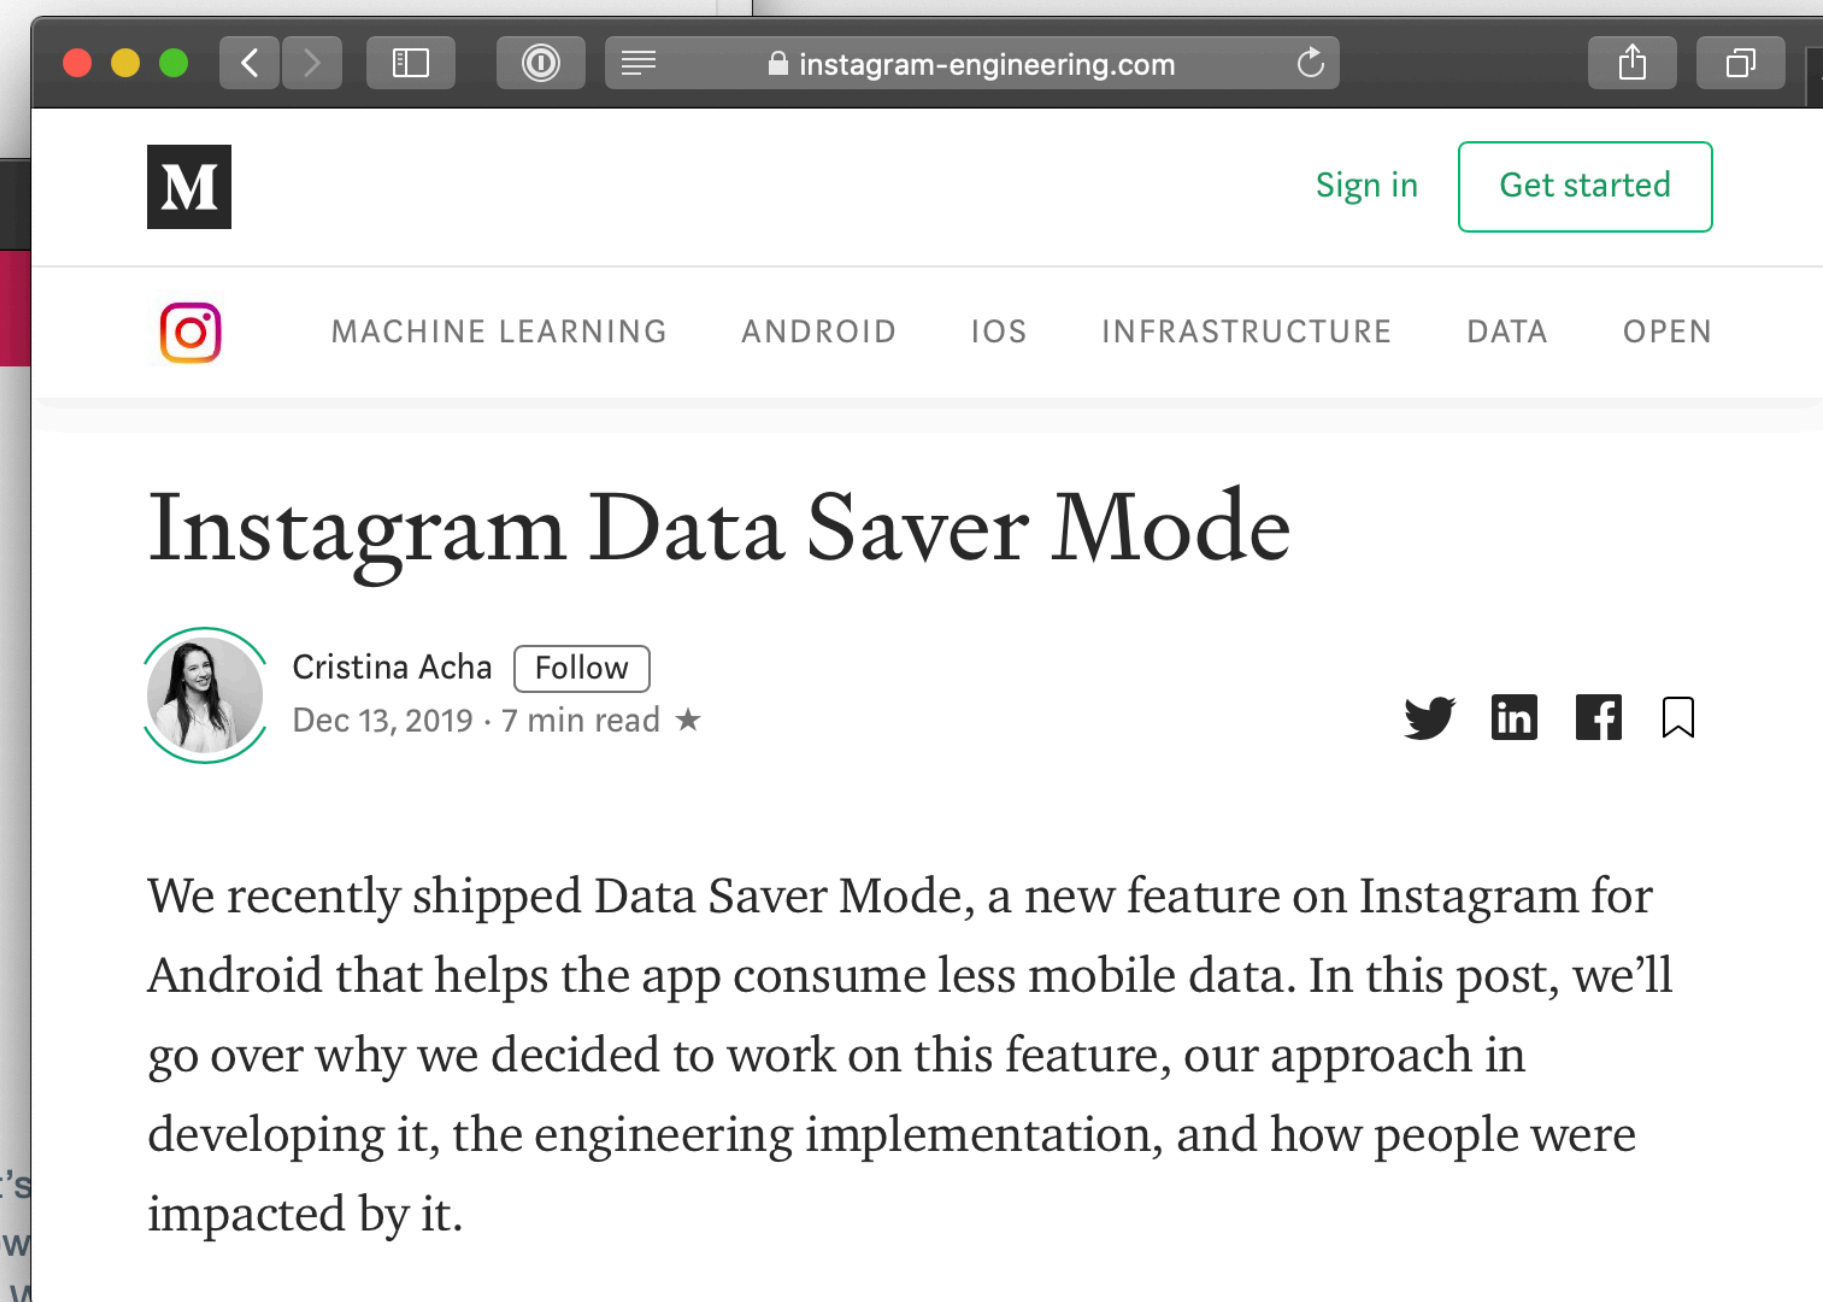 instagram-engineering.com
M
Sign in
Get started
MACHINE LEARNING
ANDROID
IOS
INFRASTRUCTURE
DATA
OPEN
Instagram Data Saver Mode
Cristina Acha
Follow
Dec 13, 2019 · 7 min read ★
in
f
We recently shipped Data Saver Mode, a new feature on Instagram for
Android that helps the app consume less mobile data. In this post, we’ll
go over why we decided to work on this feature, our approach in
developing it, the engineering implementation, and how people were
impacted by it.